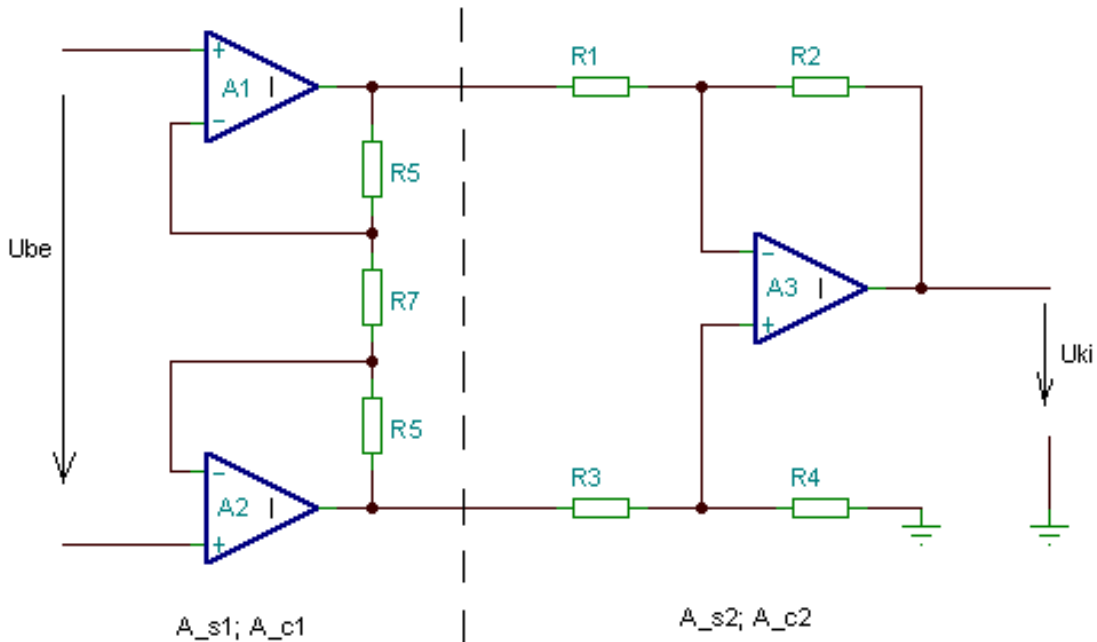 R1
R2
+
A1
-
R5
Ube
R7
-
A3
+
Uki
R5
-
A2
+
R3
R4
A_s1; A_c1
A_s2; A_c2